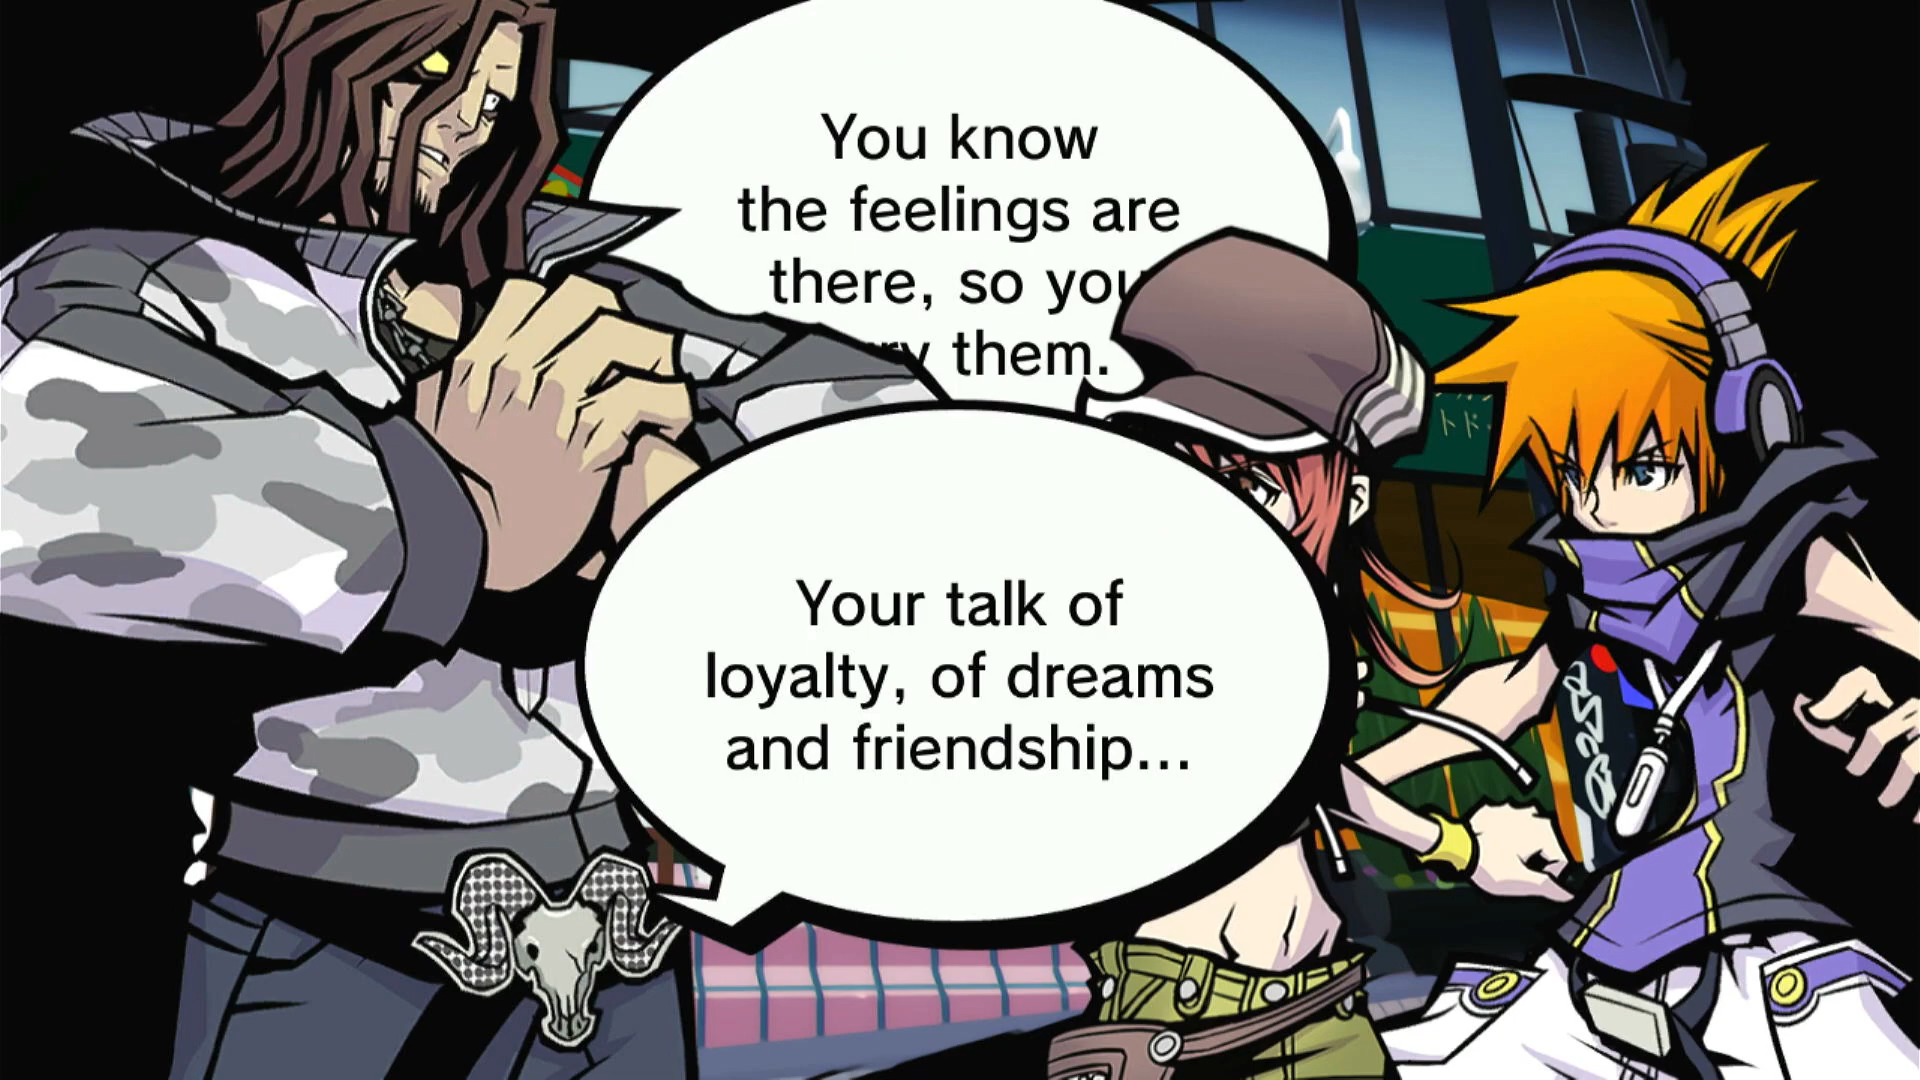 You know
the feelings are
there, so you
them.
Your talk of
loyalty, of dreams
and friendship...